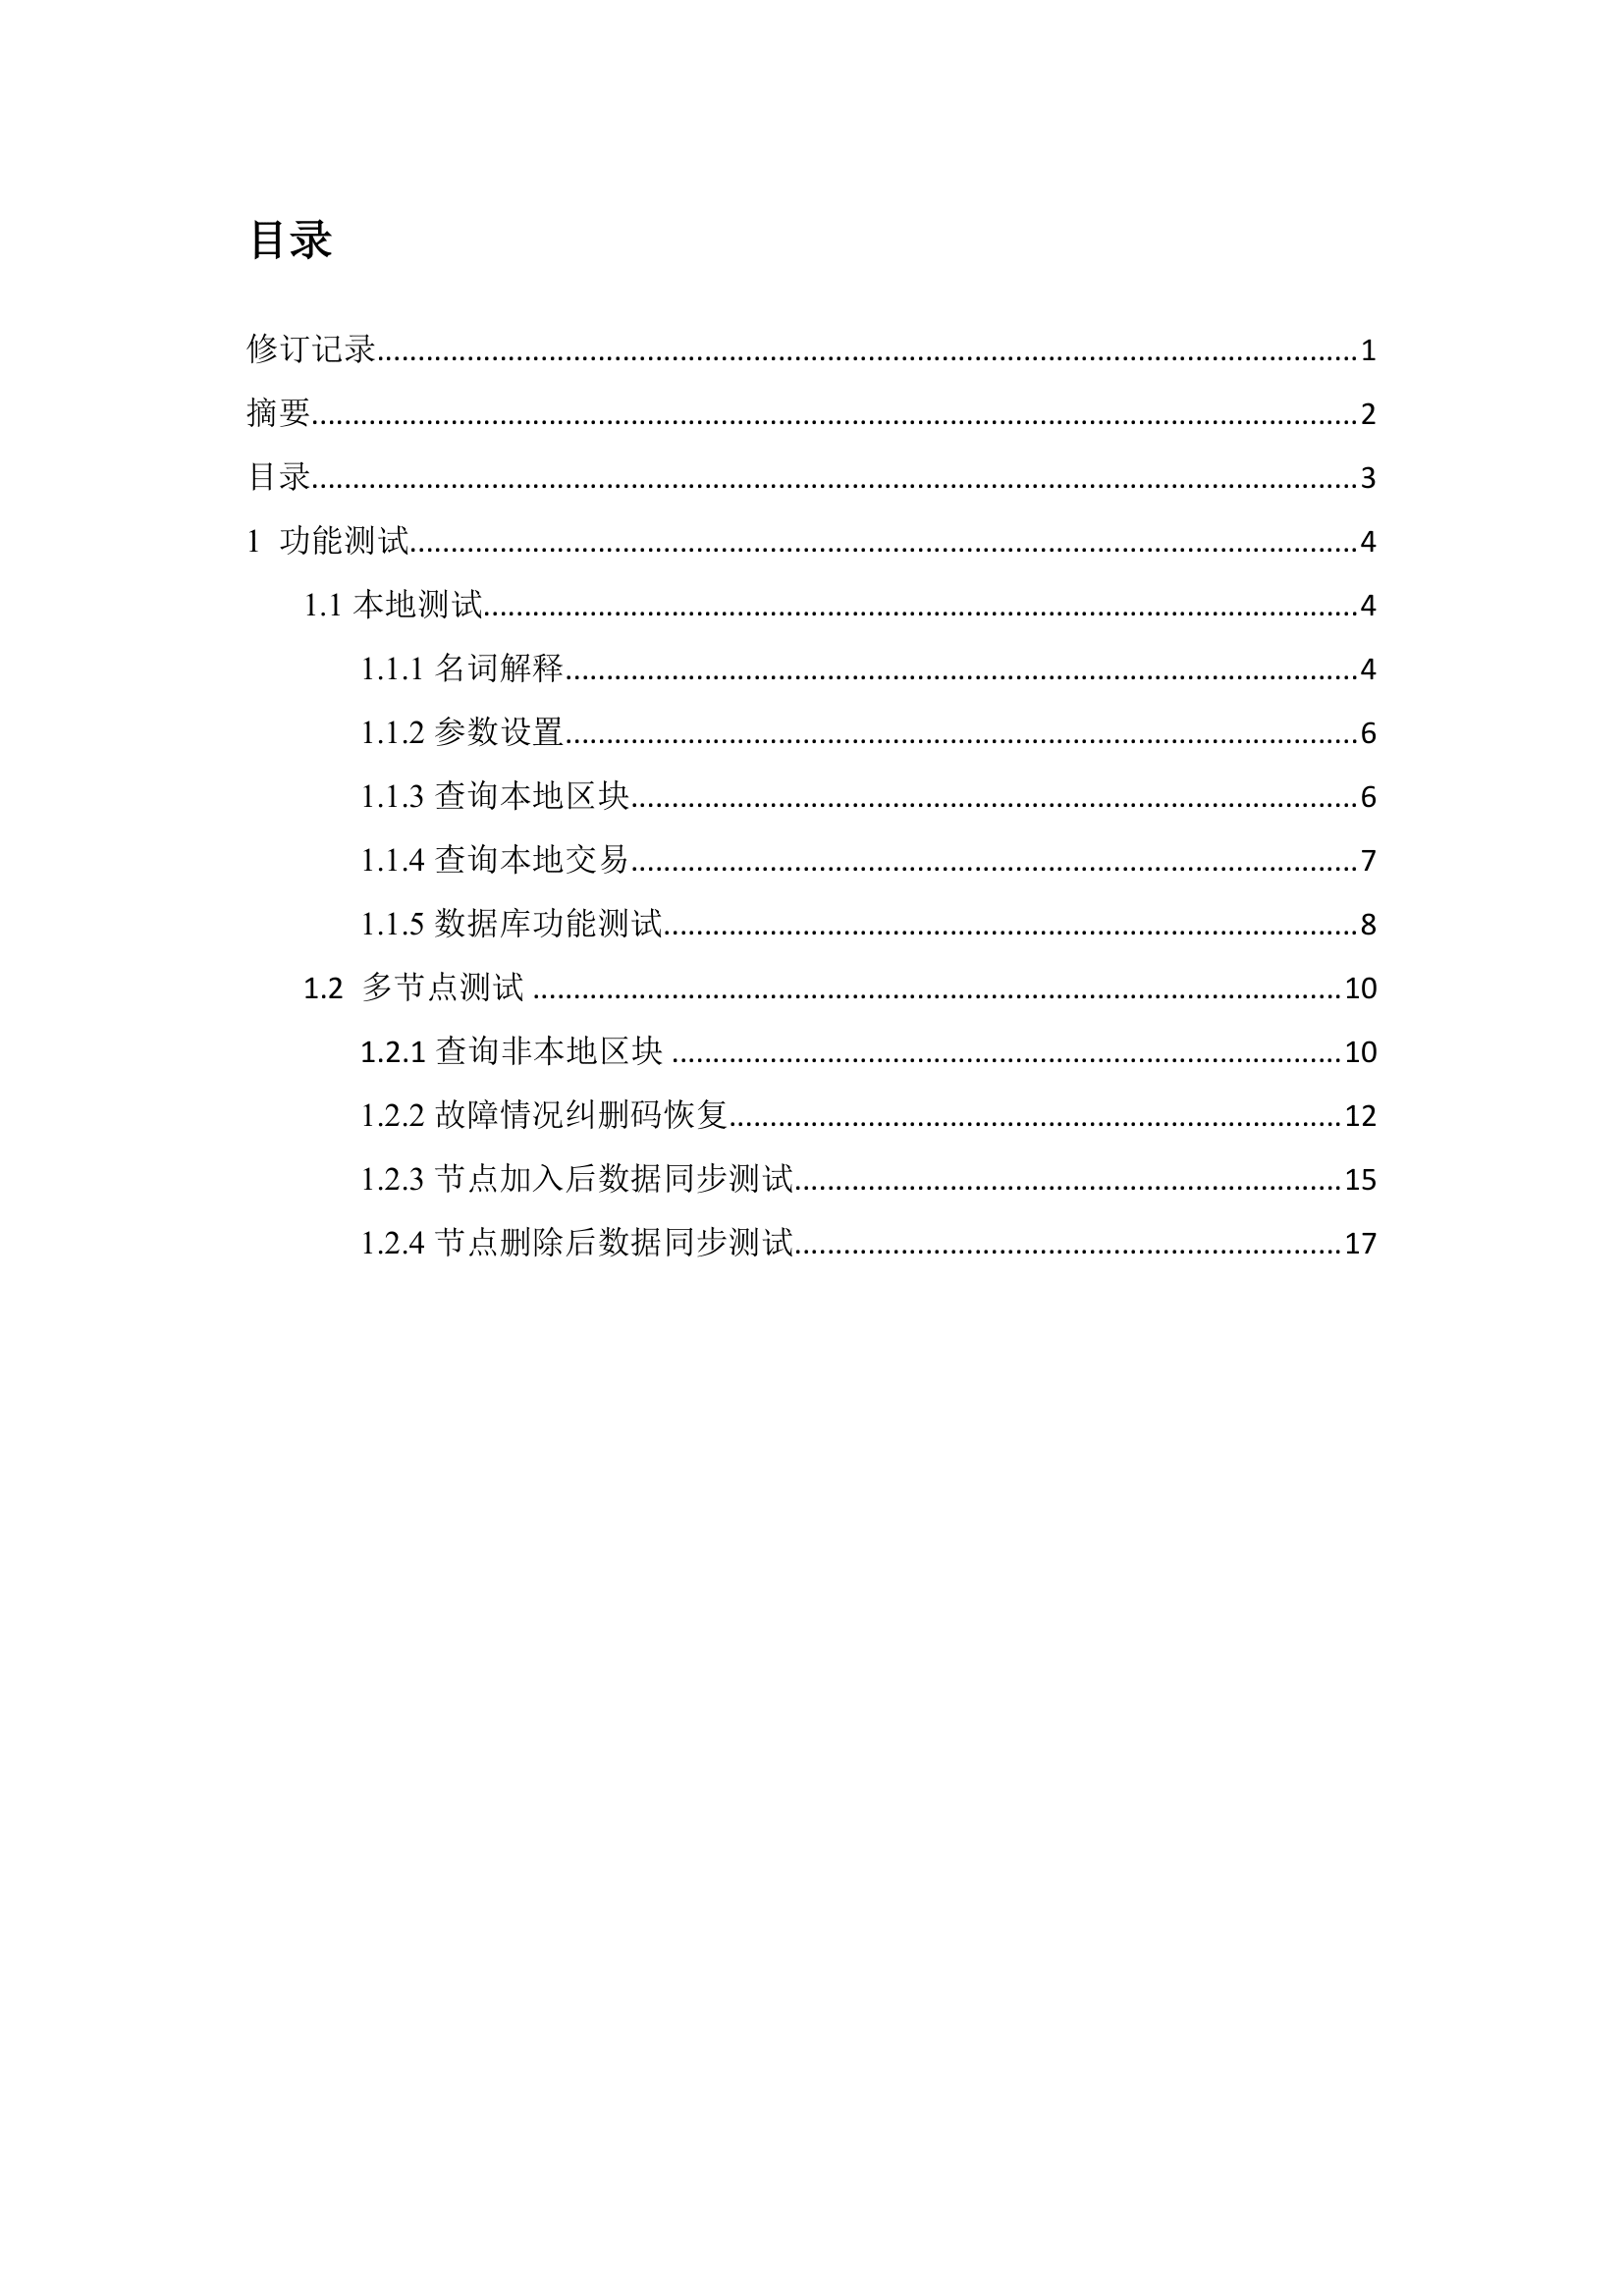 目录
修订记录........................................1
摘要........................................2
目录........................................3
1 功能测试........................................4
1.1 本地测试........................................4
1.1.1 名词解释........................................4
1.1.2 参数设置........................................6
1.1.3 查询本地区块........................................6
1.1.4 查询本地交易........................................7
1.1.5 数据库功能测试........................................8
1.2 多节点测试........................................10
1.2.1 查询非本地区块........................................10
1.2.2 故障情况纠删码恢复........................................12
1.2.3 节点加入后数据同步测试........................................15
1.2.4 节点删除后数据同步测试........................................17